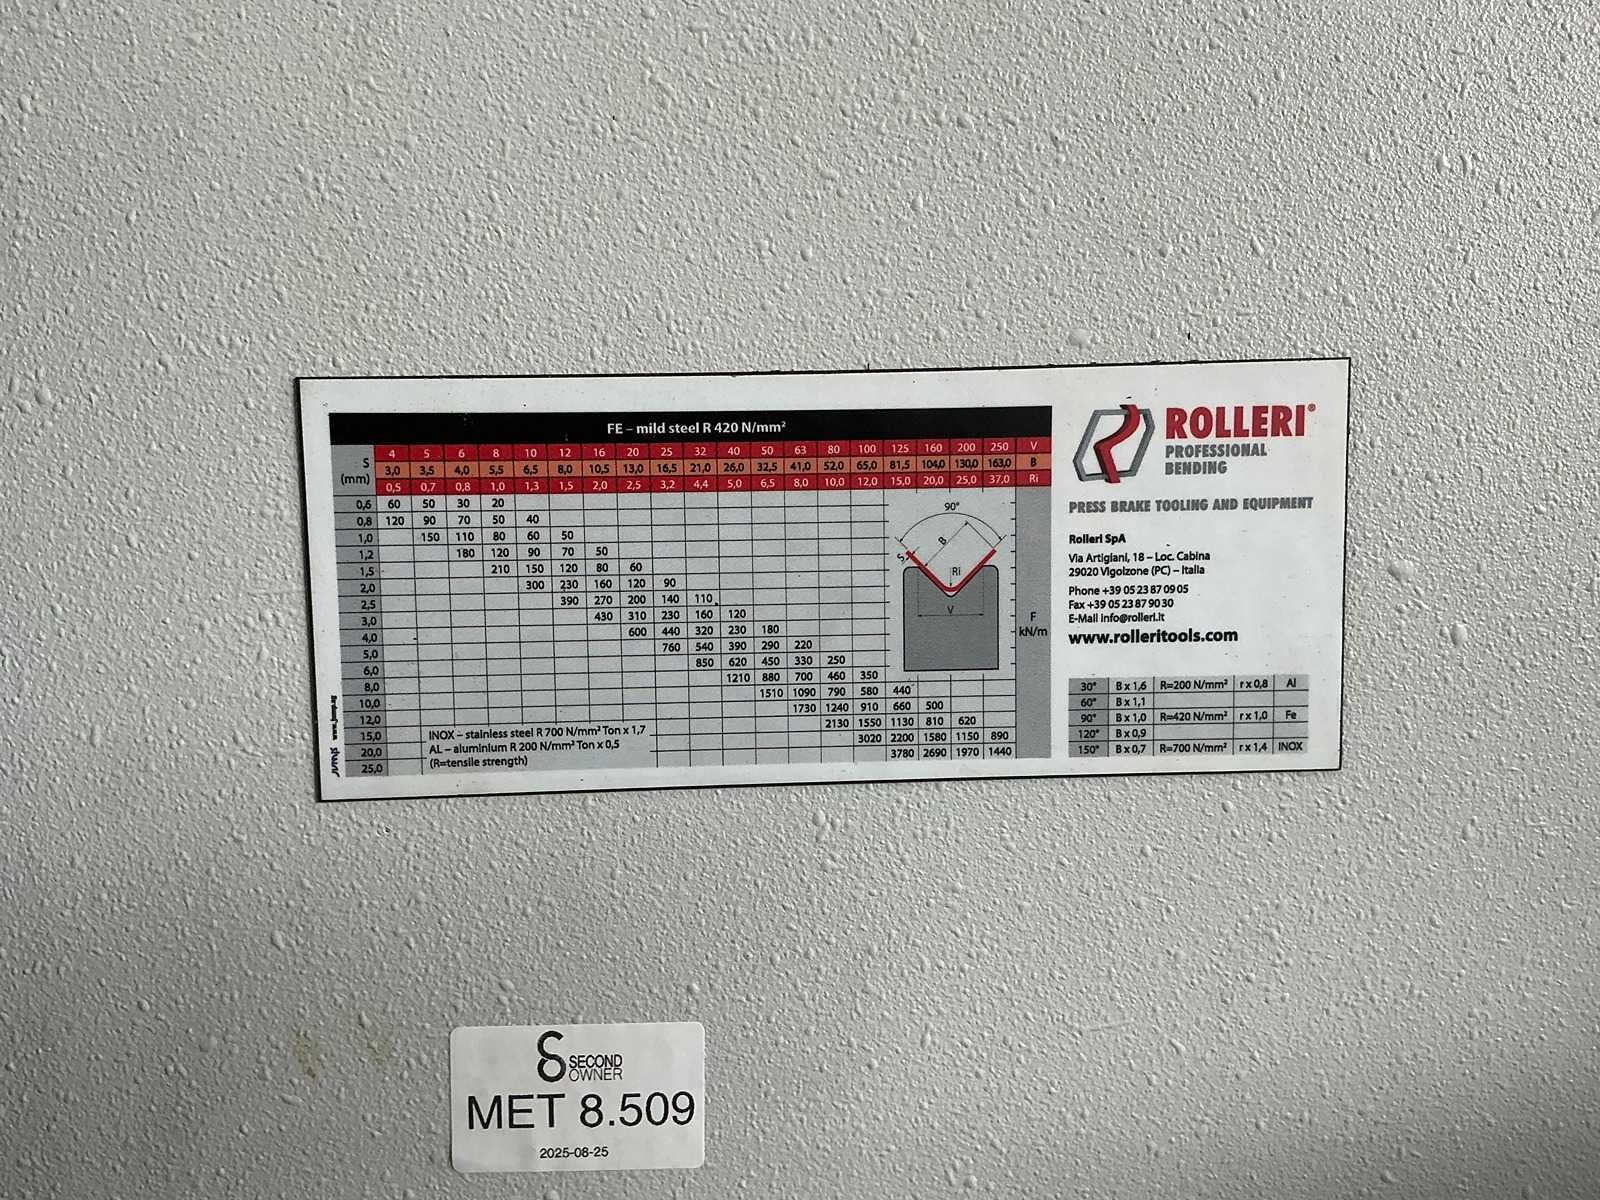 FE – mild steel R 420 N/mm²
S (mm)
4 5 6 8 10 12 16 20 25 32 40 50 63 80 100 125 160 200 250 V
3,0 3,5 4,0 5,5 6,5 8,0 10,5 13,0 16,5 21,0 26,0 32,5 41,0 52,0 65,0 81,5 104,0 130,0 163,0 B
0,5 0,7 0,8 1,0 1,3 1,5 2,0 2,5 3,2 4,4 5,0 6,5 8,0 10,0 12,0 15,0 20,0 25,0 37,0 Ri
0,6 60 50 30 20
0,8 120 90 70 50 40
1,0 150 110 80 60 50
1,2 180 120 90 70 50
1,5 210 150 120 80 60
2,0 300 230 160 120 90
2,5 390 270 200 140 110
3,0 430 310 230 160 120
4,0 600 440 320 230 180
5,0 760 540 390 290 220
6,0 850 620 450 330 250
8,0 1210 880 700 460 350
10,0 1510 1090 790 580 440
12,0 1730 1240 910 660 500
15,0 2130 1550 1130 810 620
20,0 3020 2200 1580 1150 890
25,0 3780 2690 1970 1440
F
kN/m
90°
S
B
Ri
V
INOX – stainless steel R 700 N/mm² Ton x 1,7
AL – aluminium R 200 N/mm² Ton x 0,5
(R=tensile strength)
ROLLERI®
PROFESSIONAL
BENDING
PRESS BRAKE TOOLING AND EQUIPMENT
Rolleri SpA
Via Artigiani, 18 – Loc. Cabina
29020 Vigolzone (PC) – Italia
Phone +39 05 23 87 09 05
Fax +39 05 23 87 90 30
E-Mail info@rolleri.it
www.rolleritools.com
30° B x 1,6 R=200 N/mm² r x 0,8 Al
60° B x 1,1
90° B x 1,0 R=420 N/mm² r x 1,0 Fe
120° B x 0,9
150° B x 0,7 R=700 N/mm² r x 1,4 INOX
SECOND
OWNER
MET 8.509
2025-08-25